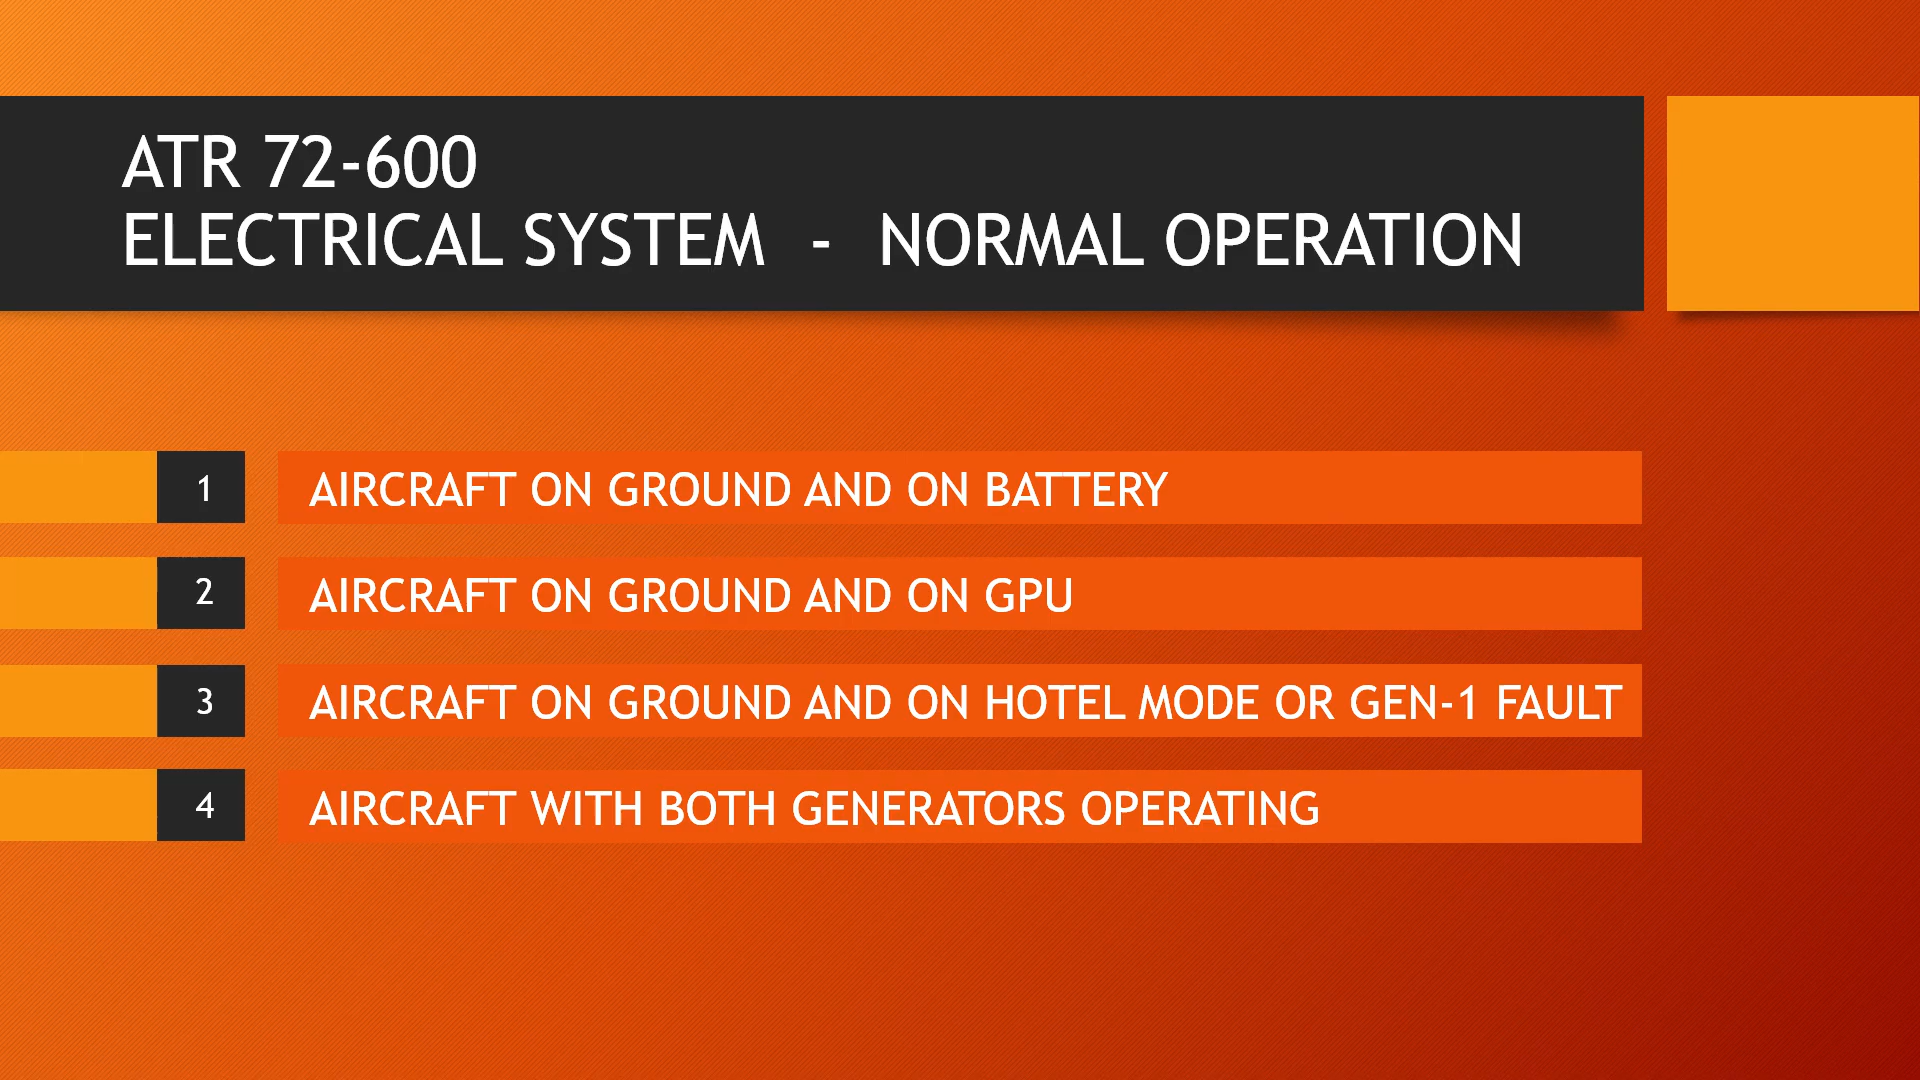 ATR 72-600
ELECTRICAL SYSTEM - NORMAL OPERATION
1 AIRCRAFT ON GROUND AND ON BATTERY
2 AIRCRAFT ON GROUND AND ON GPU
3 AIRCRAFT ON GROUND AND ON HOTEL MODE OR GEN-1 FAULT
4 AIRCRAFT WITH BOTH GENERATORS OPERATING